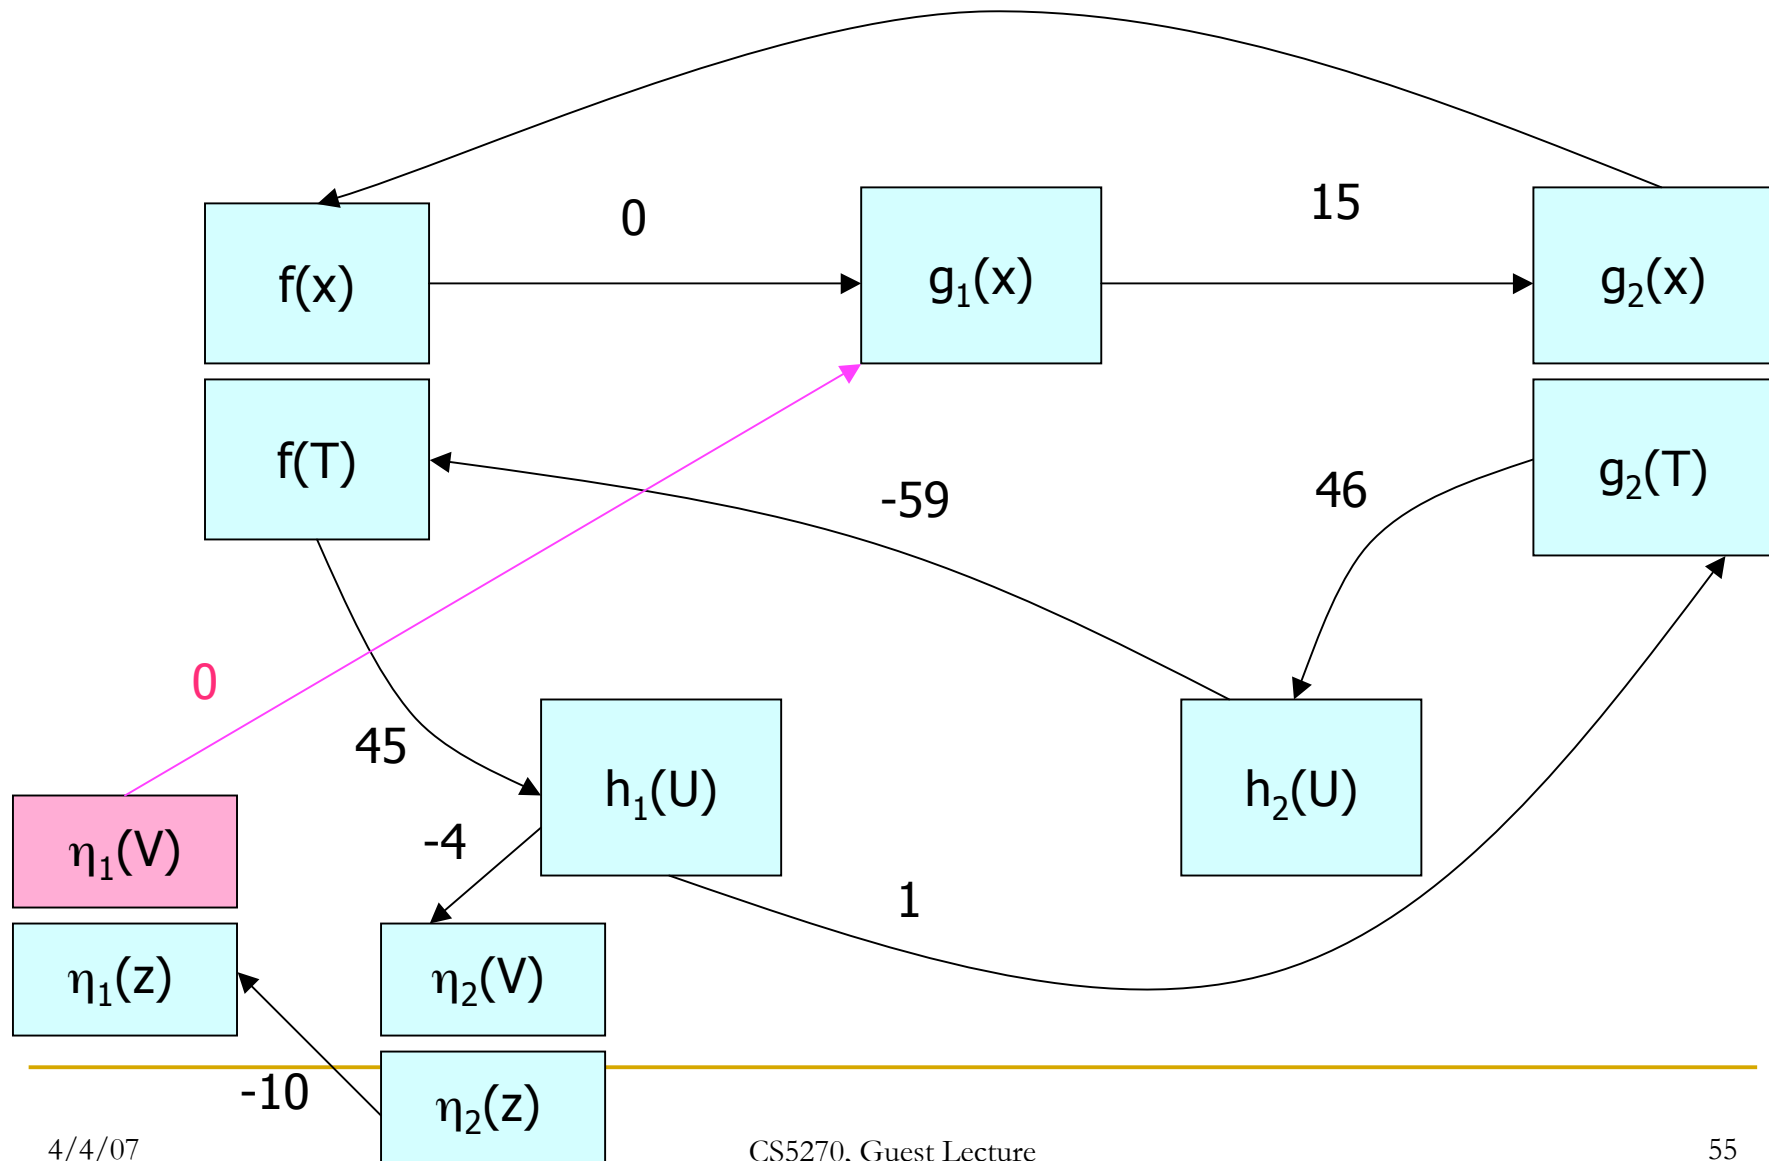 0
15
f(x)
g₁(x)
g₂(x)
f(T)
-59
46
g₂(T)
0
45
h₁(U)
h₂(U)
-4
η₁(V)
1
η₁(z)
η₂(V)
-10
η₂(z)
4/4/07
CS5270, Guest Lecture
55